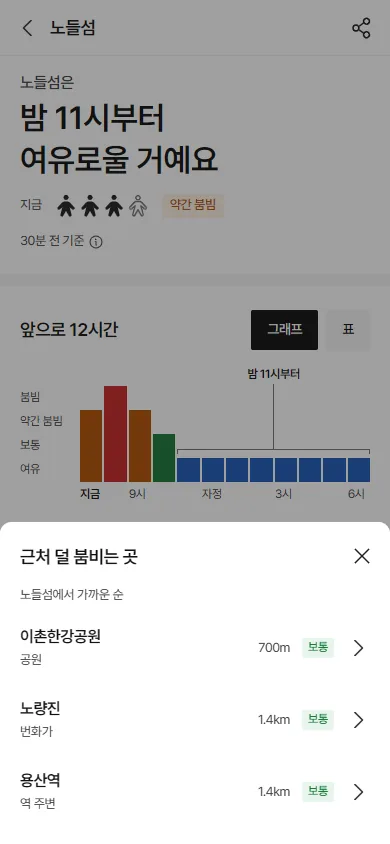 노들섬
노들섬은
밤 11시부터
여유로울 거예요
지금
약간 붐빔
30분 전 기준
앞으로 12시간
그래프
표
밤 11시부터
붐빔
약간 붐빔
보통
여유
지금 9시 자정 3시 6시
근처 덜 붐비는 곳
노들섬에서 가까운 순
이촌한강공원
공원
700m 보통
노량진
번화가
1.4km 보통
용산역
역 주변
1.4km 보통